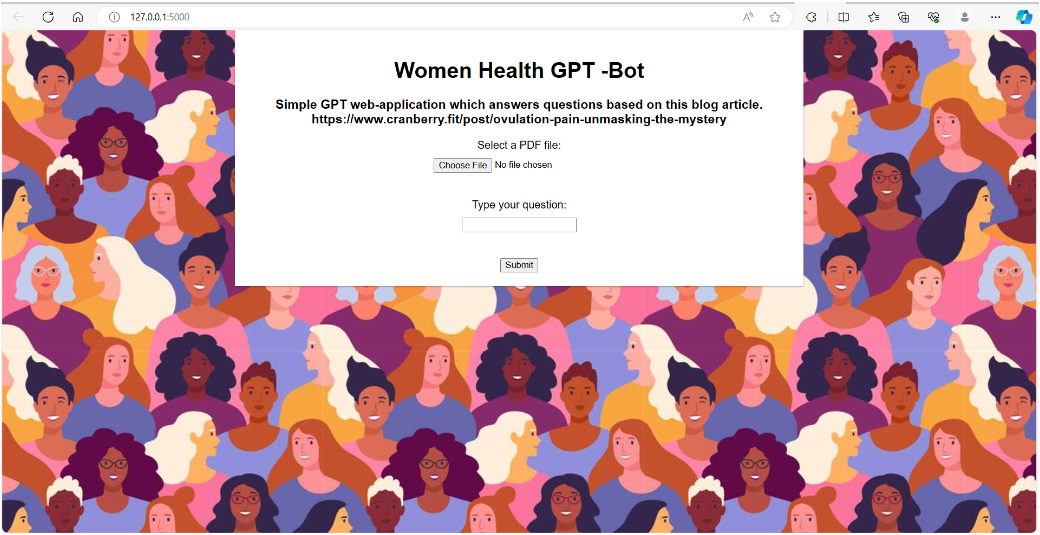 127.0.0.1:5000
Women Health GPT -Bot
Simple GPT web-application which answers questions based on this blog article.
https://www.cranberry.fit/post/ovulation-pain-unmasking-the-mystery
Select a PDF file:
Choose File No file chosen
Type your question:
Submit